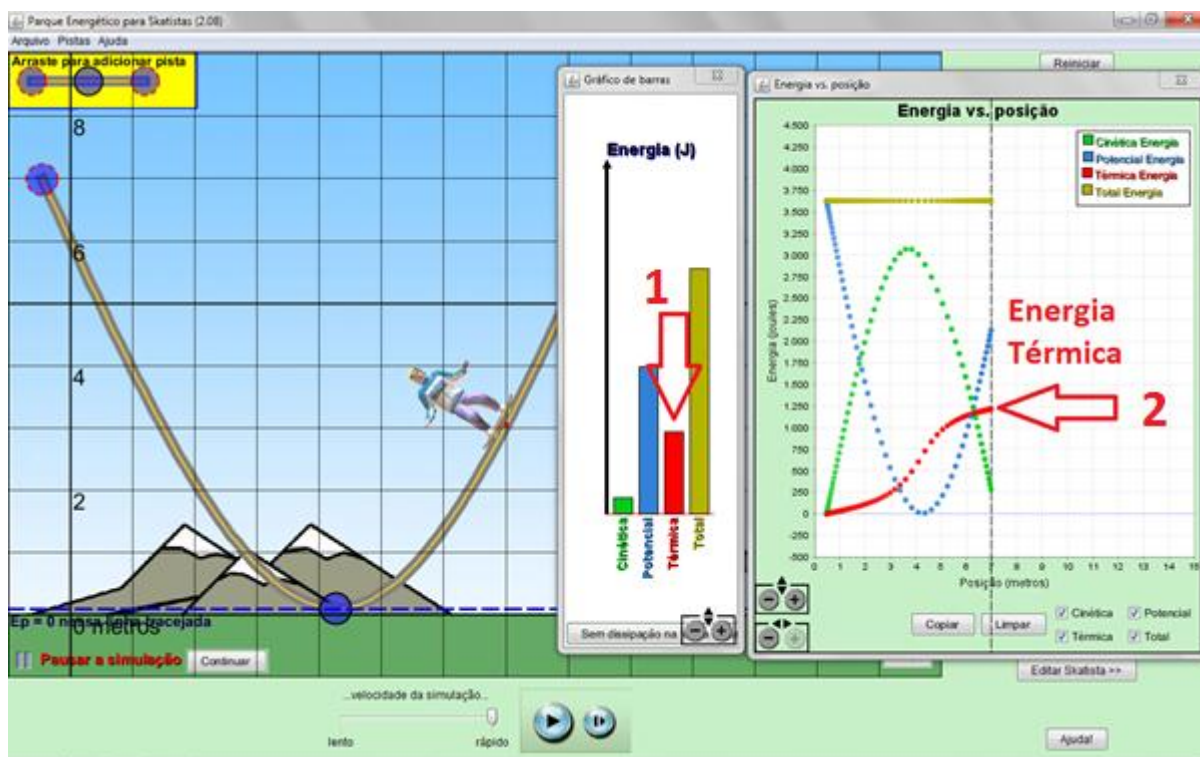 Parque Energético para Skatistas (2.08)
Arquivo Pistas Ajuda
Arraste para adicionar pista
Reiniciar
8
6
4
2
0 metros
Ep = 0 nessa linha tracejada
Pausar a simulação
Continuar
Gráfico de barras
Energia (J)
1
Cinética
Potencial
Térmica
Total
Sem dissipação na
Energia vs. posição
Energia vs. posição
4.500
4.250
4.000
3.750
3.500
3.250
3.000
2.750
2.500
2.250
2.000
1.750
1.500
1.250
1.000
750
500
250
0
-250
-500
Energia (joules)
Cinética Energia
Potencial Energia
Térmica Energia
Total Energia
Energia
Térmica
2
0 1 2 3 4 5 6 7 8 9 10 11 12 13 14 15
Posição (metros)
Copiar
Limpar
Cinética
Potencial
Térmica
Total
Editar Skatista >>
...velocidade da simulação...
lento
rápido
Ajuda!